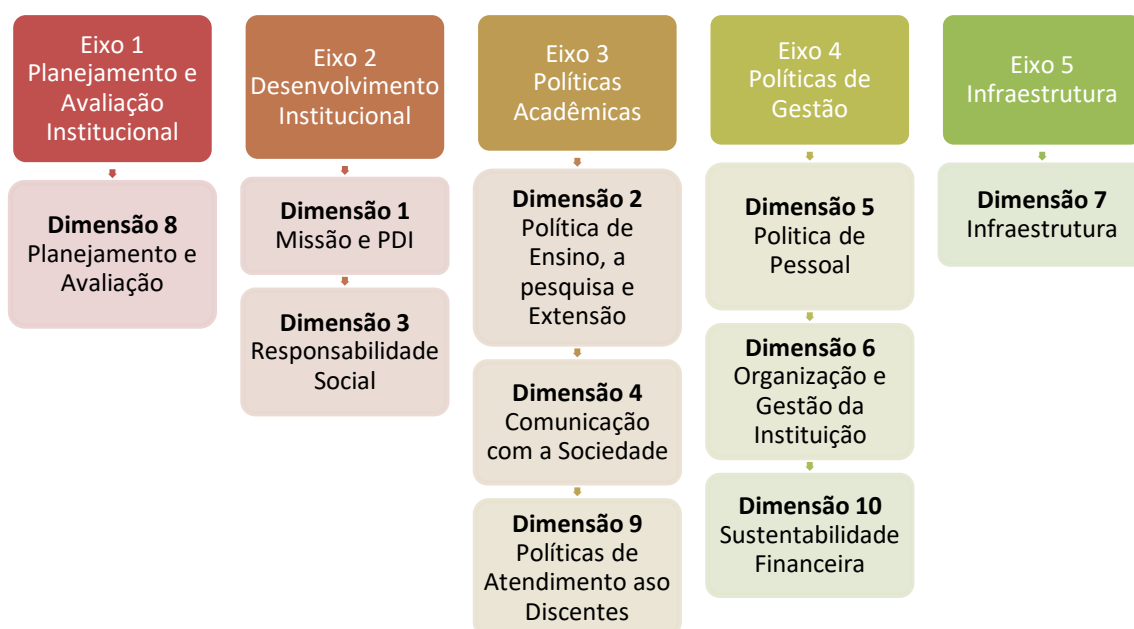 Eixo 1
Planejamento e
Avaliação
Institucional
Dimensão 8
Planejamento e
Avaliação
Eixo 2
Desenvolvimento
Institucional
Dimensão 1
Missão e PDI
Dimensão 3
Responsabilidade
Social
Eixo 3
Políticas
Acadêmicas
Dimensão 2
Política de
Ensino, a
pesquisa e
Extensão
Dimensão 4
Comunicação
com a Sociedade
Dimensão 9
Políticas de
Atendimento aso
Discentes
Eixo 4
Políticas de
Gestão
Dimensão 5
Politica de
Pessoal
Dimensão 6
Organização e
Gestão da
Instituição
Dimensão 10
Sustentabilidade
Financeira
Eixo 5
Infraestrutura
Dimensão 7
Infraestrutura